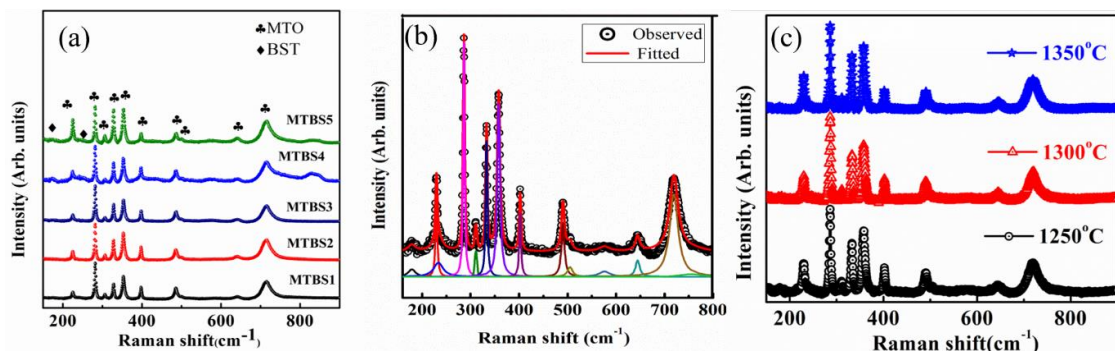 (a)
♣ MTO
♦ BST
MTBS5
MTBS4
MTBS3
MTBS2
MTBS1
Intensity (Arb. units)
200 400 600 800
Raman shift(cm-1)
(b)
Observed
Fitted
Intensity (Arb. units)
200 300 400 500 600 700 800
Raman shift (cm-1)
(c)
1350°C
1300°C
1250°C
Intensity (Arb. units)
200 400 600 800
Raman shift(cm-1)